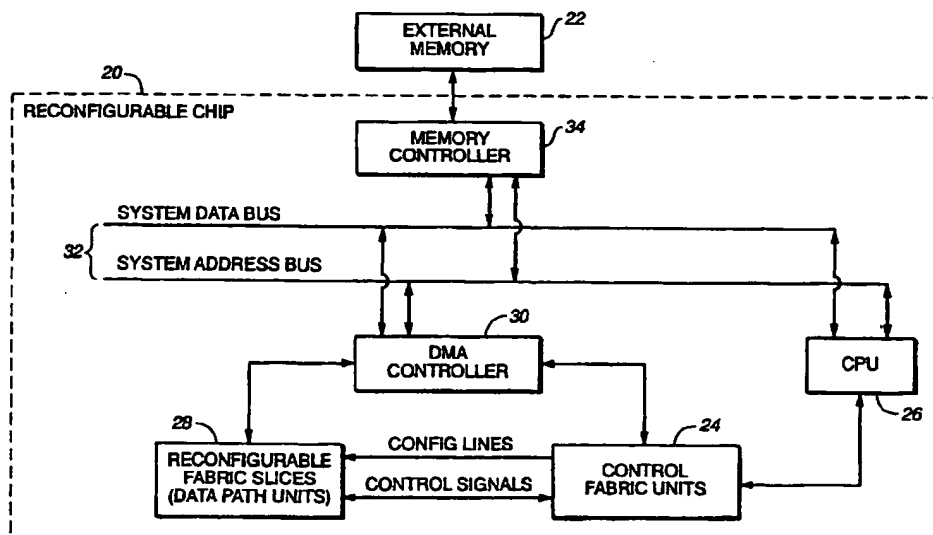 EXTERNAL
MEMORY
22
20
RECONFIGURABLE CHIP
MEMORY
CONTROLLER
34
SYSTEM DATA BUS
32
SYSTEM ADDRESS BUS
30
DMA
CONTROLLER
CPU
26
28
RECONFIGURABLE
FABRIC SLICES
(DATA PATH UNITS)
CONFIG LINES
CONTROL SIGNALS
24
CONTROL
FABRIC UNITS